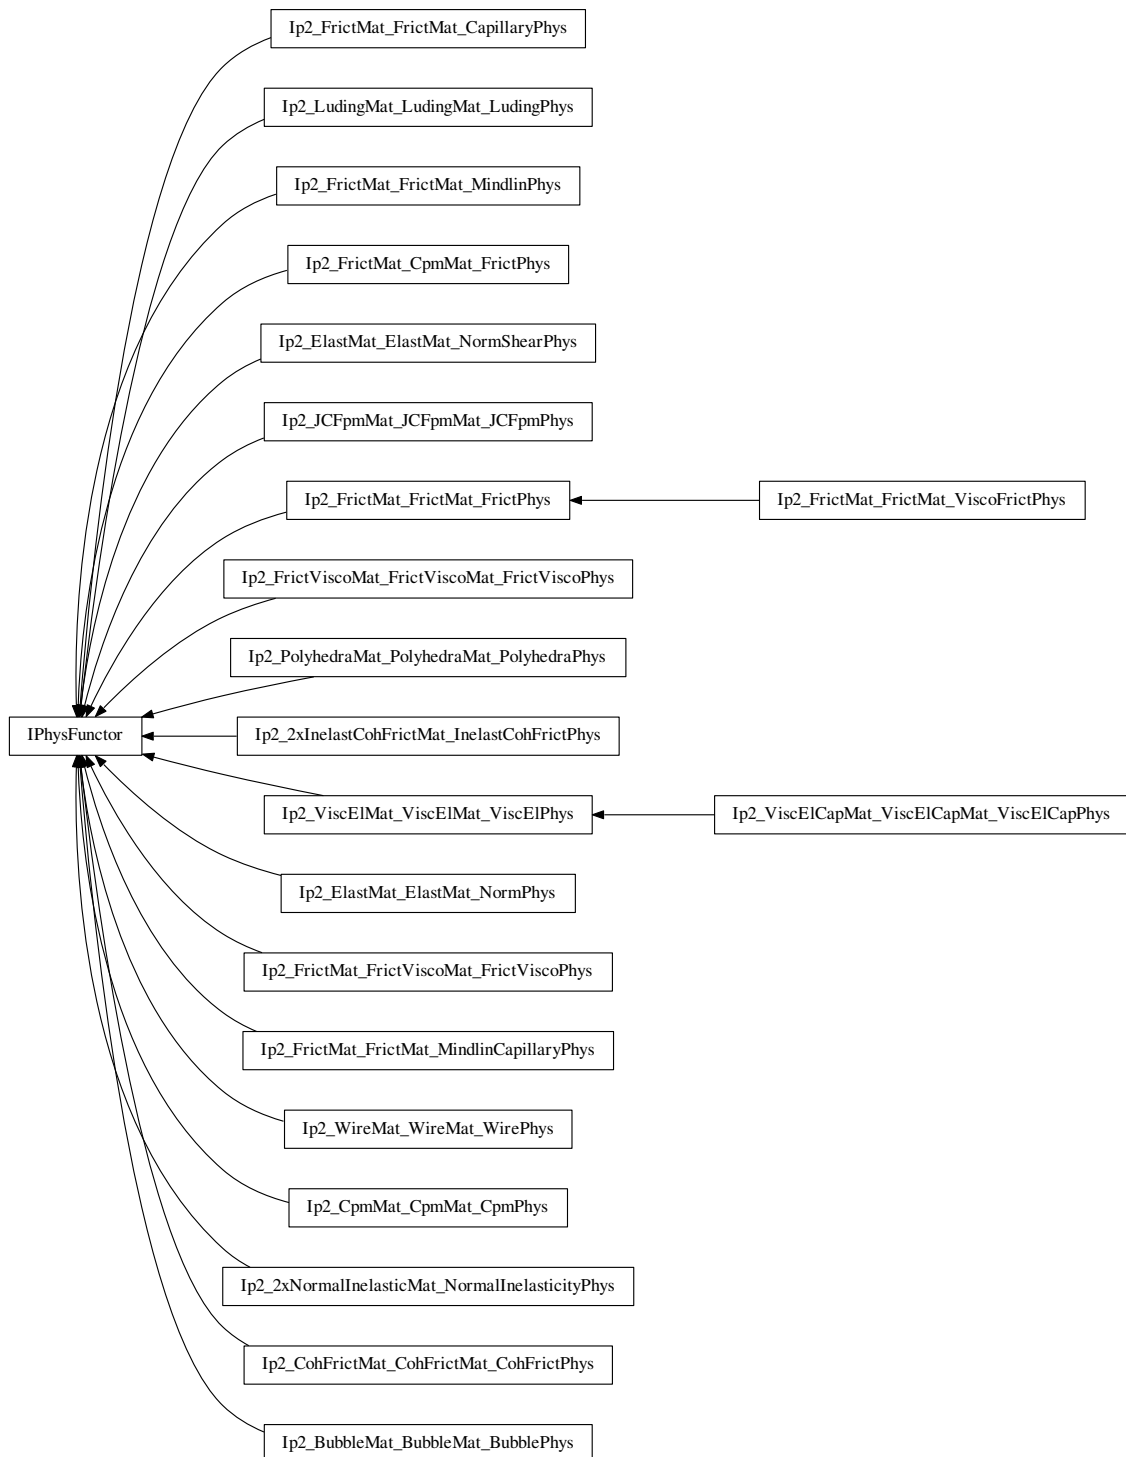 Ip2_FrictMat_FrictMat_CapillaryPhys
Ip2_LudingMat_LudingMat_LudingPhys
Ip2_FrictMat_FrictMat_MindlinPhys
Ip2_FrictMat_CpmMat_FrictPhys
Ip2_ElastMat_ElastMat_NormShearPhys
Ip2_JCFpmMat_JCFpmMat_JCFpmPhys
Ip2_FrictMat_FrictMat_FrictPhys
Ip2_FrictMat_FrictMat_ViscoFrictPhys
Ip2_FrictViscoMat_FrictViscoMat_FrictViscoPhys
Ip2_PolyhedraMat_PolyhedraMat_PolyhedraPhys
IPhysFunctor
Ip2_2xInelastCohFrictMat_InelastCohFrictPhys
Ip2_ViscElMat_ViscElMat_ViscElPhys
Ip2_ViscElCapMat_ViscElCapMat_ViscElCapPhys
Ip2_ElastMat_ElastMat_NormPhys
Ip2_FrictMat_FrictViscoMat_FrictViscoPhys
Ip2_FrictMat_FrictMat_MindlinCapillaryPhys
Ip2_WireMat_WireMat_WirePhys
Ip2_CpmMat_CpmMat_CpmPhys
Ip2_2xNormalInelasticMat_NormalInelasticityPhys
Ip2_CohFrictMat_CohFrictMat_CohFrictPhys
Ip2_BubbleMat_BubbleMat_BubblePhys